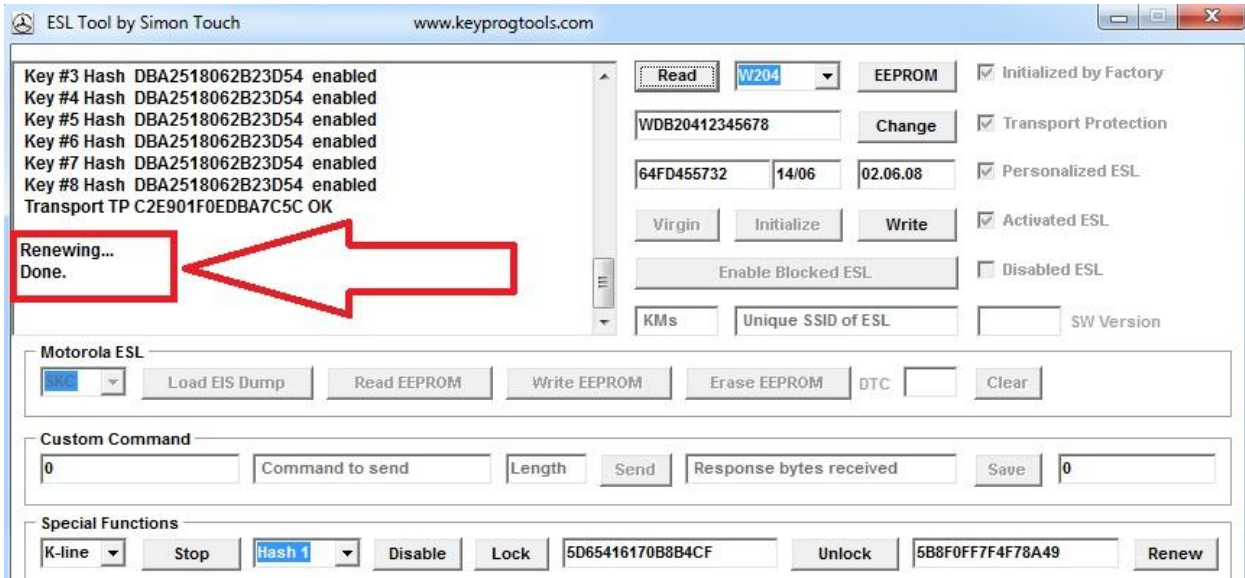 ESL Tool by Simon Touch www.keyprogtools.com
Key #3 Hash DBA2518062B23D54 enabled
Key #4 Hash DBA2518062B23D54 enabled
Key #5 Hash DBA2518062B23D54 enabled
Key #6 Hash DBA2518062B23D54 enabled
Key #7 Hash DBA2518062B23D54 enabled
Key #8 Hash DBA2518062B23D54 enabled
Transport TP C2E901F0EDBA7C5C OK
Renewing...
Done.
Read W204 EEPROM Initialized by Factory
WDB20412345678 Change Transport Protection
64FD455732 14/06 02.06.08 Personalized ESL
Virgin Initialize Write Activated ESL
Enable Blocked ESL Disabled ESL
KMs Unique SSID of ESL SW Version
Motorola ESL
SKC Load EIS Dump Read EEPROM Write EEPROM Erase EEPROM DTC Clear
Custom Command
0 Command to send Length Send Response bytes received Save 0
Special Functions
K-line Stop Hash 1 Disable Lock 5D65416170B8B4CF Unlock 5B8F0FF7F4F78A49 Renew